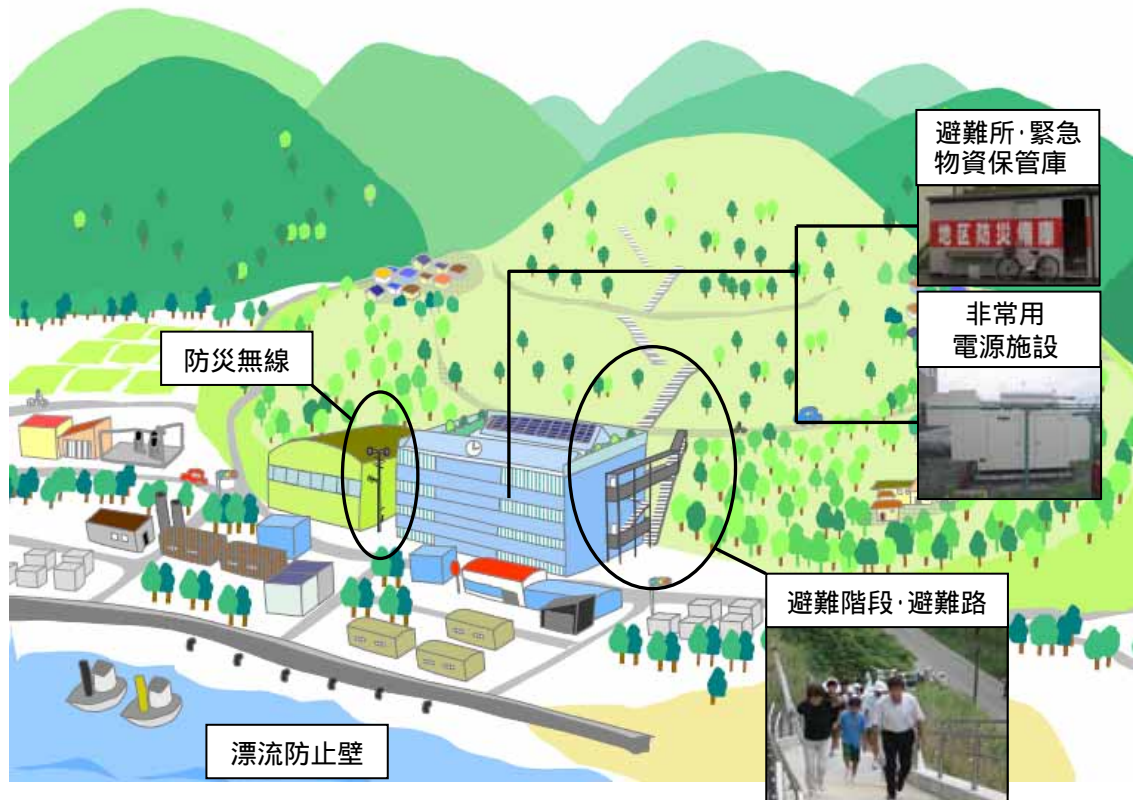 避難所・緊急
物資保管庫
地区防災備庫
非常用
電源施設
防災無線
避難階段・避難路
漂流防止壁